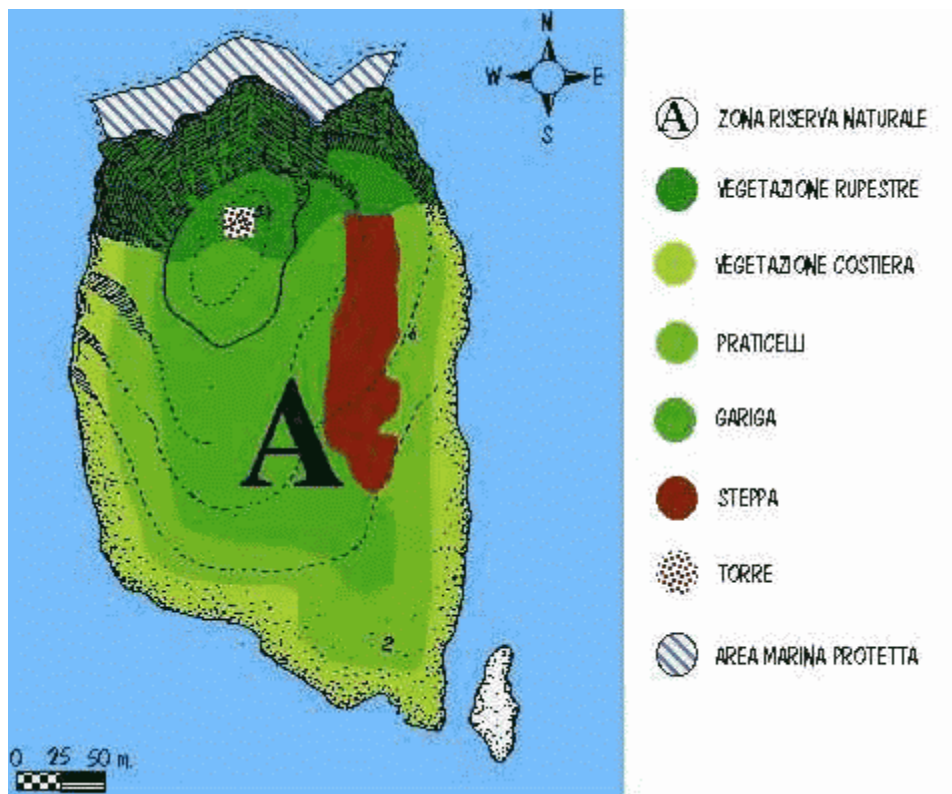 N
W E
S
A ZONA RISERVA NATURALE
VEGETAZIONE RUPESTRE
VEGETAZIONE COSTIERA
PRATICELLI
GARIGA
STEPPA
TORRE
AREA MARINA PROTETTA
A
2
0 25 50 m.